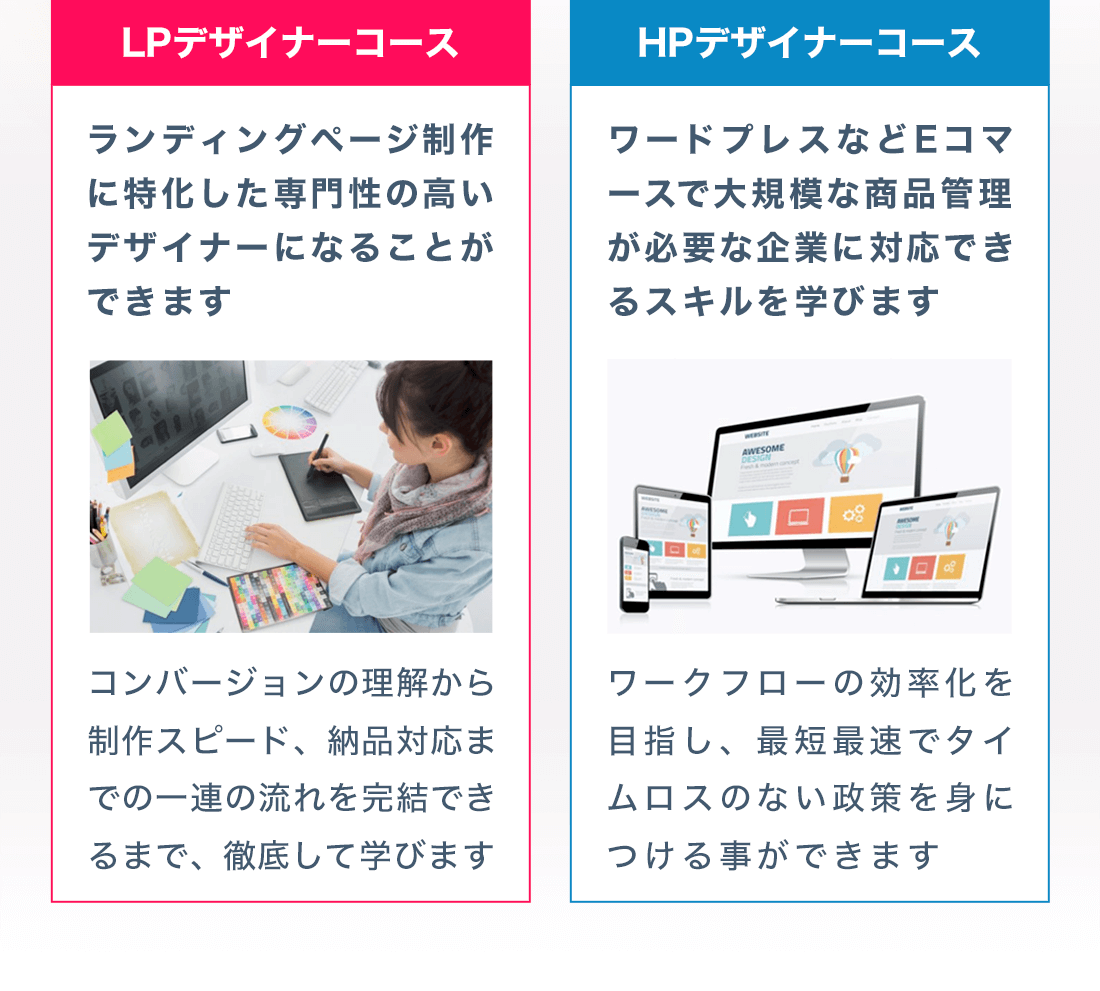 LPデザイナーコース
ランディングページ制作
に特化した専門性の高い
デザイナーになることが
できます
コンバージョンの理解から
制作スピード、納品対応ま
での一連の流れを完結でき
るまで、徹底して学びます
HPデザイナーコース
ワードプレスなどEコマ
ースで大規模な商品管理
が必要な企業に対応でき
るスキルを学びます
WEBSITE
AWESOME
DESIGN
Fresh & modern concept
WEBSITE
AWESOME
DESIGN
WEBSITE
AWESOME
DESIGN
ワークフローの効率化を
目指し、最短最速でタイ
ムロスのない政策を身に
つける事ができます